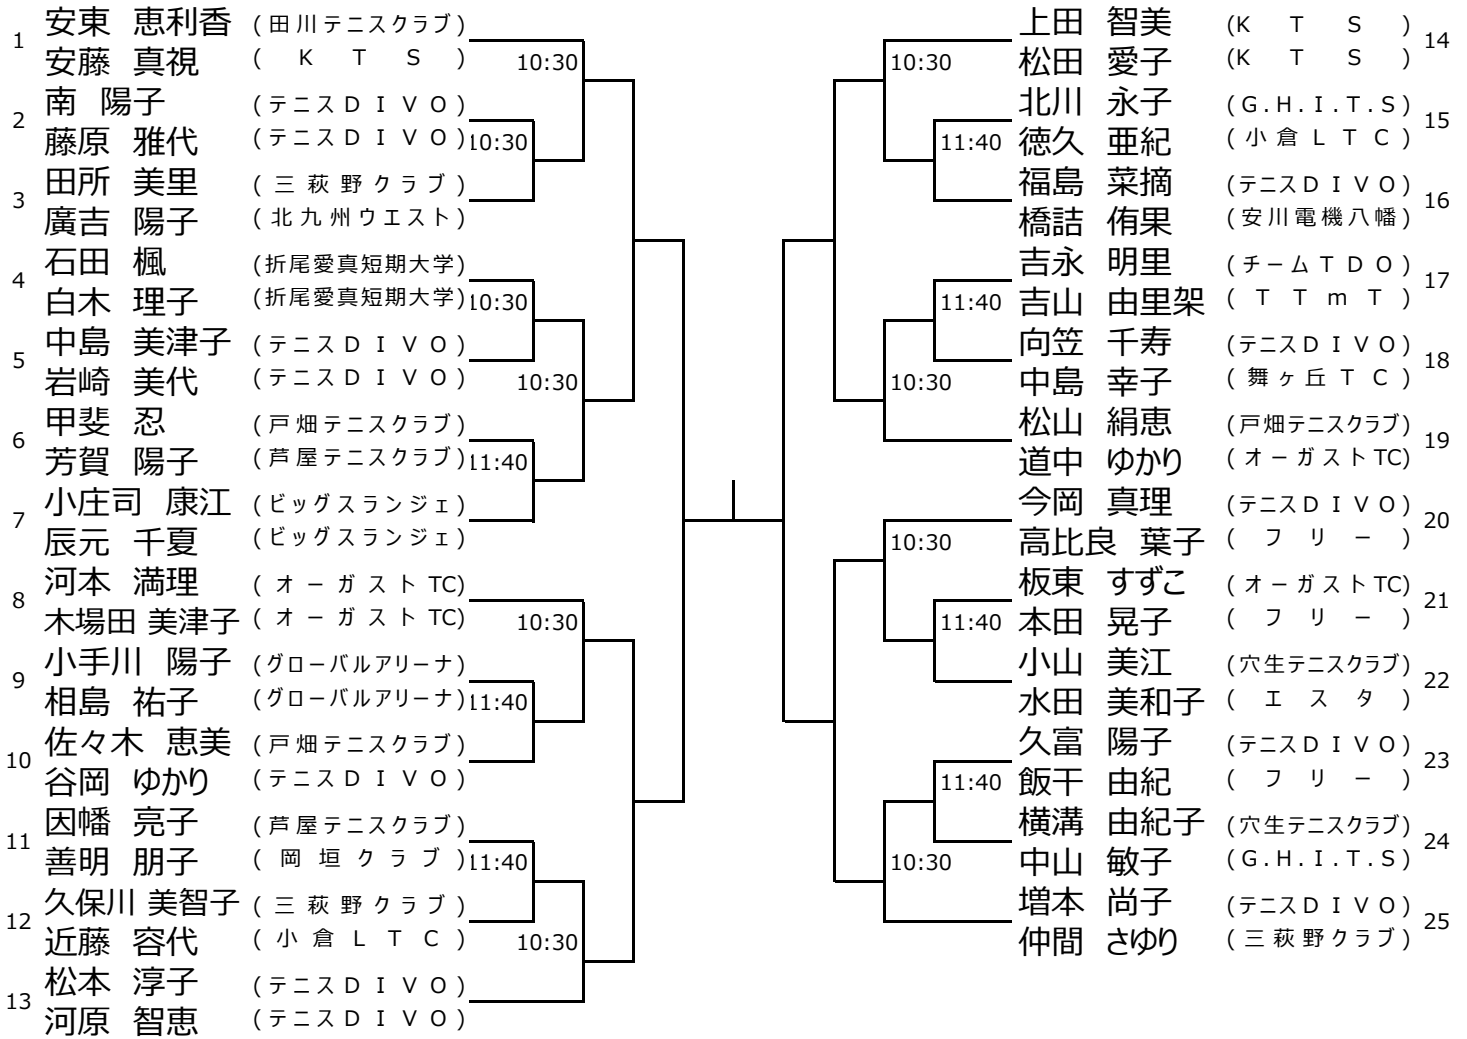 1
安東 恵利香 (田川テニスクラブ)
安藤 真視 (KTS)
10:30
2
南 陽子 (テニスDIVO)
藤原 雅代 (テニスDIVO)
10:30
3
田所 美里 (三萩野クラブ)
廣吉 陽子 (北九州ウエスト)
4
石田 楓 (折尾愛真短期大学)
白木 理子 (折尾愛真短期大学)
10:30
5
中島 美津子 (テニスDIVO)
岩崎 美代 (テニスDIVO)
10:30
6
甲斐 忍 (戸畑テニスクラブ)
芳賀 陽子 (芦屋テニスクラブ)
11:40
7
小庄司 康江 (ビッグスランジェ)
辰元 千夏 (ビッグスランジェ)
8
河本 満理 (オーガストTC)
木場田 美津子 (オーガストTC)
10:30
9
小手川 陽子 (グローバルアリーナ)
相島 祐子 (グローバルアリーナ)
11:40
10
佐々木 恵美 (戸畑テニスクラブ)
谷岡 ゆかり (テニスDIVO)
11
因幡 亮子 (芦屋テニスクラブ)
善明 朋子 (岡垣クラブ)
11:40
12
久保川 美智子 (三萩野クラブ)
近藤 容代 (小倉LTC)
10:30
13
松本 淳子 (テニスDIVO)
河原 智恵 (テニスDIVO)
上田 智美 (KTS)
14
10:30
松田 愛子 (KTS)
北川 永子 (G.H.I.T.S)
15
11:40
徳久 亜紀 (小倉LTC)
福島 菜摘 (テニスDIVO)
16
橋詰 侑果 (安川電機八幡)
吉永 明里 (チームTDO)
17
11:40
吉山 由里架 (TTmT)
向笠 千寿 (テニスDIVO)
18
10:30
中島 幸子 (舞ヶ丘TC)
松山 絹恵 (戸畑テニスクラブ)
19
道中 ゆかり (オーガストTC)
今岡 真理 (テニスDIVO)
20
10:30
高比良 葉子 (フリー)
板東 すずこ (オーガストTC)
21
11:40
本田 晃子 (フリー)
小山 美江 (穴生テニスクラブ)
22
水田 美和子 (エスタ)
久富 陽子 (テニスDIVO)
23
11:40
飯干 由紀 (フリー)
横溝 由紀子 (穴生テニスクラブ)
24
10:30
中山 敏子 (G.H.I.T.S)
増本 尚子 (テニスDIVO)
25
仲間 さゆり (三萩野クラブ)